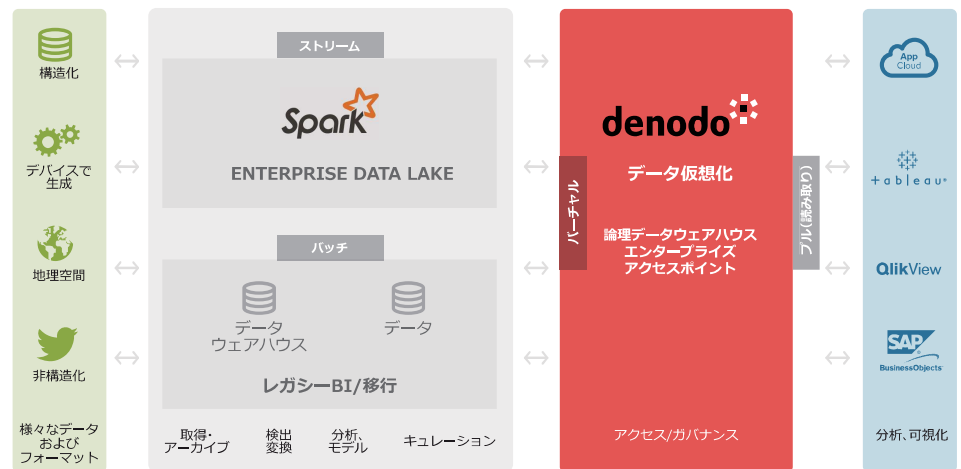 構造化
デバイスで
生成
地理空間
非構造化
様々なデータ
および
フォーマット
ストリーム
Spark
ENTERPRISE DATA LAKE
バッチ
データ
ウェアハウス
データ
レガシーBI/移行
取得・
アーカイブ
検出
変換
分析、
モデル
キュレーション
バーチャル
denodo
データ仮想化
論理データウェアハウス
エンタープライズ
アクセスポイント
アクセス/ガバナンス
プル(読み取り)
App
Cloud
+ableau
QlikView
SAP
BusinessObjects
分析、可視化